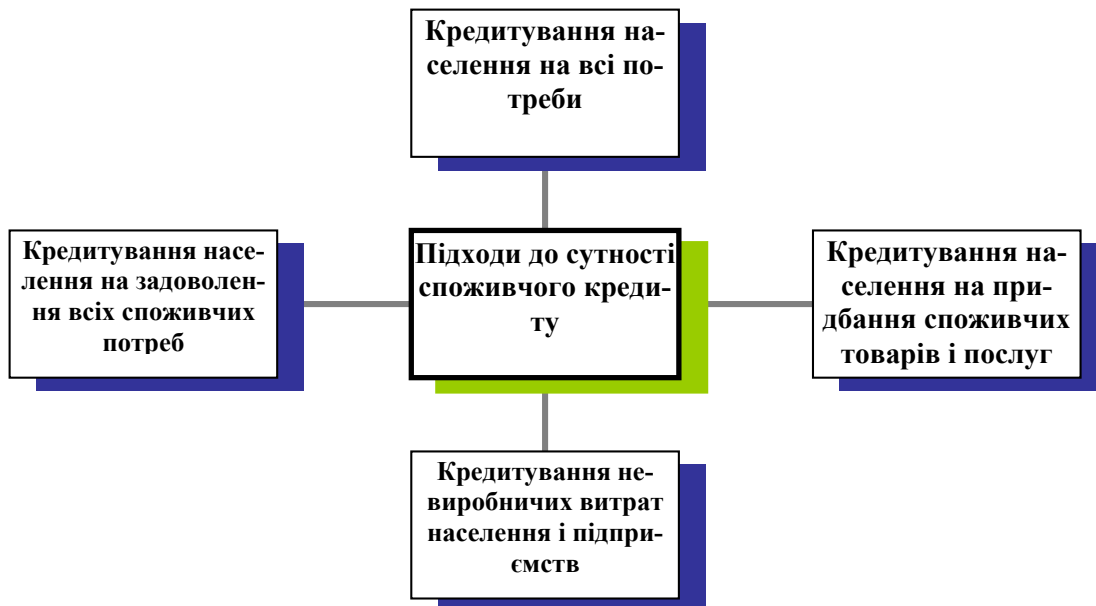 Кредитування на-
селення на всі по-
треби
Кредитування насе-
лення на задоволен-
ня всіх споживчих
потреб
Підходи до сутності
споживчого креди-
ту
Кредитування на-
селення на при-
дбання споживчих
товарів і послуг
Кредитування не-
виробничих витрат
населення і підпри-
ємств